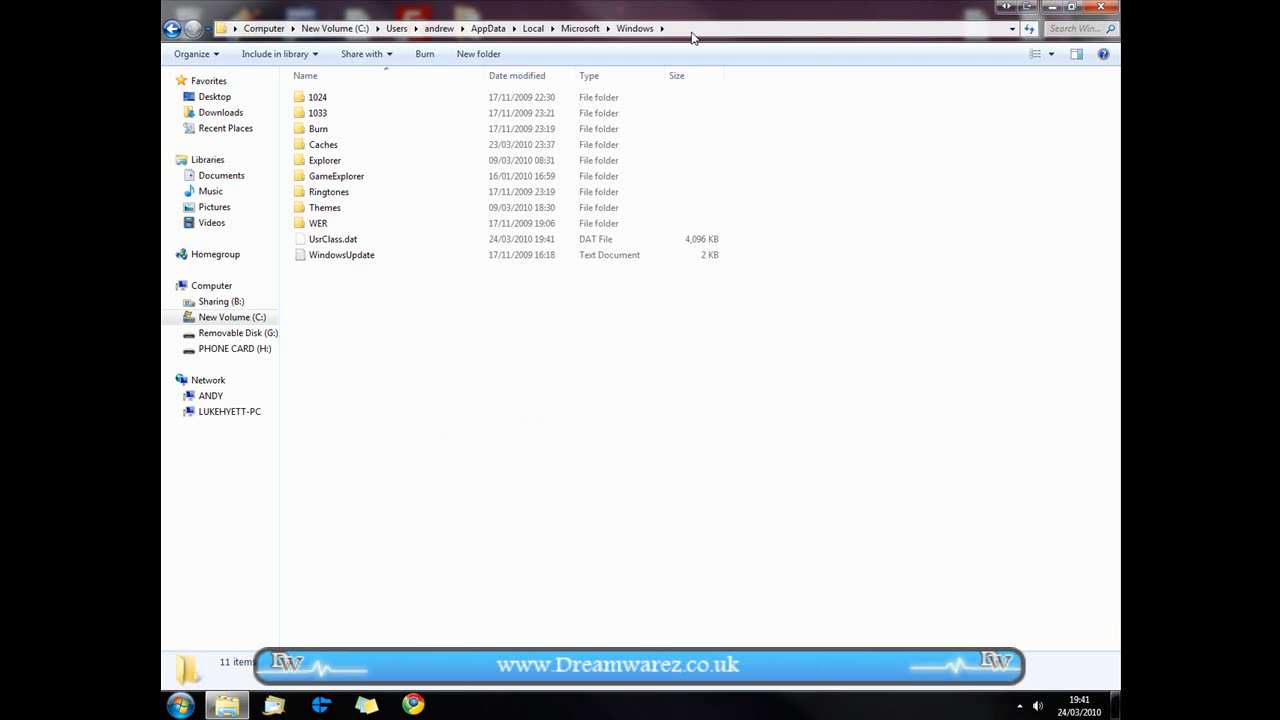 Computer New Volume (C:) Users andrew AppData Local Microsoft Windows Search Win...
Organize Include in library Share with Burn New folder
Name Date modified Type Size
Favorites
Desktop
Downloads
Recent Places
Libraries
Documents
Music
Pictures
Videos
Homegroup
Computer
Sharing (B:)
New Volume (C:)
Removable Disk (G:)
PHONE CARD (H:)
Network
ANDY
LUKEHYETT-PC
1024 17/11/2009 22:30 File folder
1033 17/11/2009 23:21 File folder
Burn 17/11/2009 23:19 File folder
Caches 23/03/2010 23:37 File folder
Explorer 09/03/2010 08:31 File folder
GameExplorer 16/01/2010 16:59 File folder
Ringtones 17/11/2009 23:19 File folder
Themes 09/03/2010 18:30 File folder
WER 17/11/2009 19:06 File folder
UsrClass.dat 24/03/2010 19:41 DAT File 4,096 KB
WindowsUpdate 17/11/2009 16:18 Text Document 2 KB
11 items
DW www.Dreamwarez.co.uk DW
19:41
24/03/2010